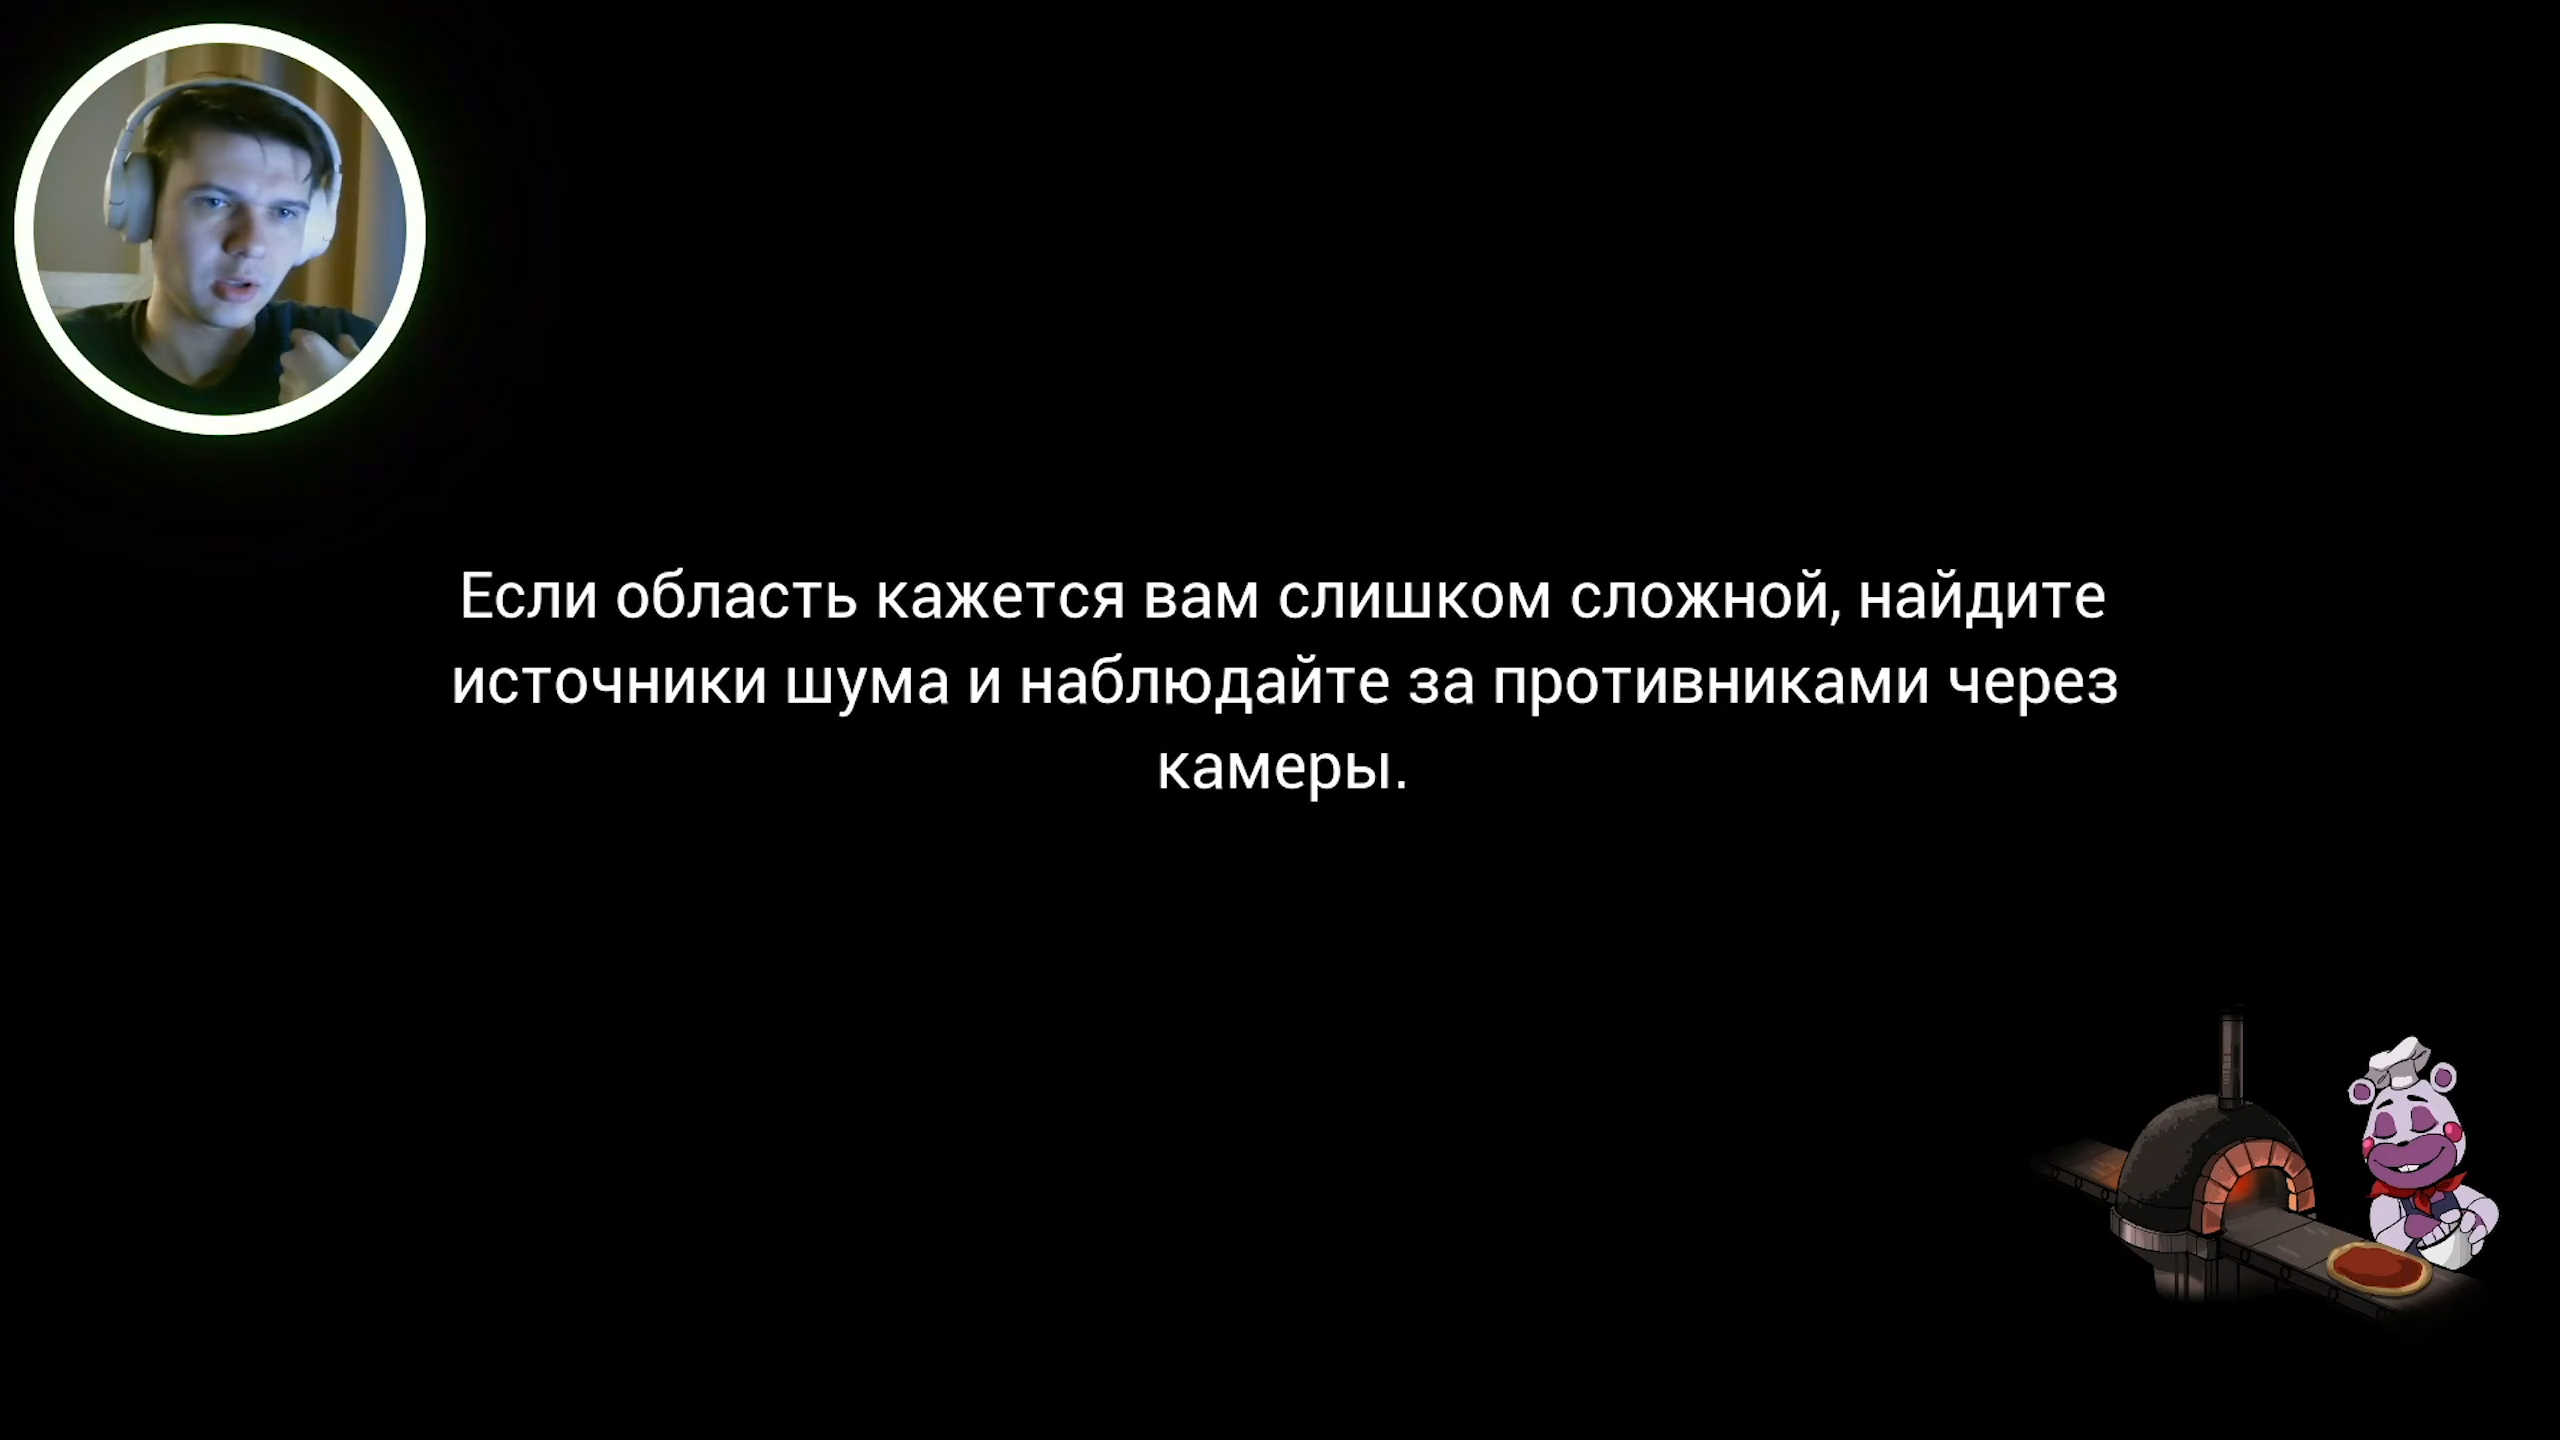 Если область кажется вам слишком сложной, найдите
источники шума и наблюдайте за противниками через
камеры.